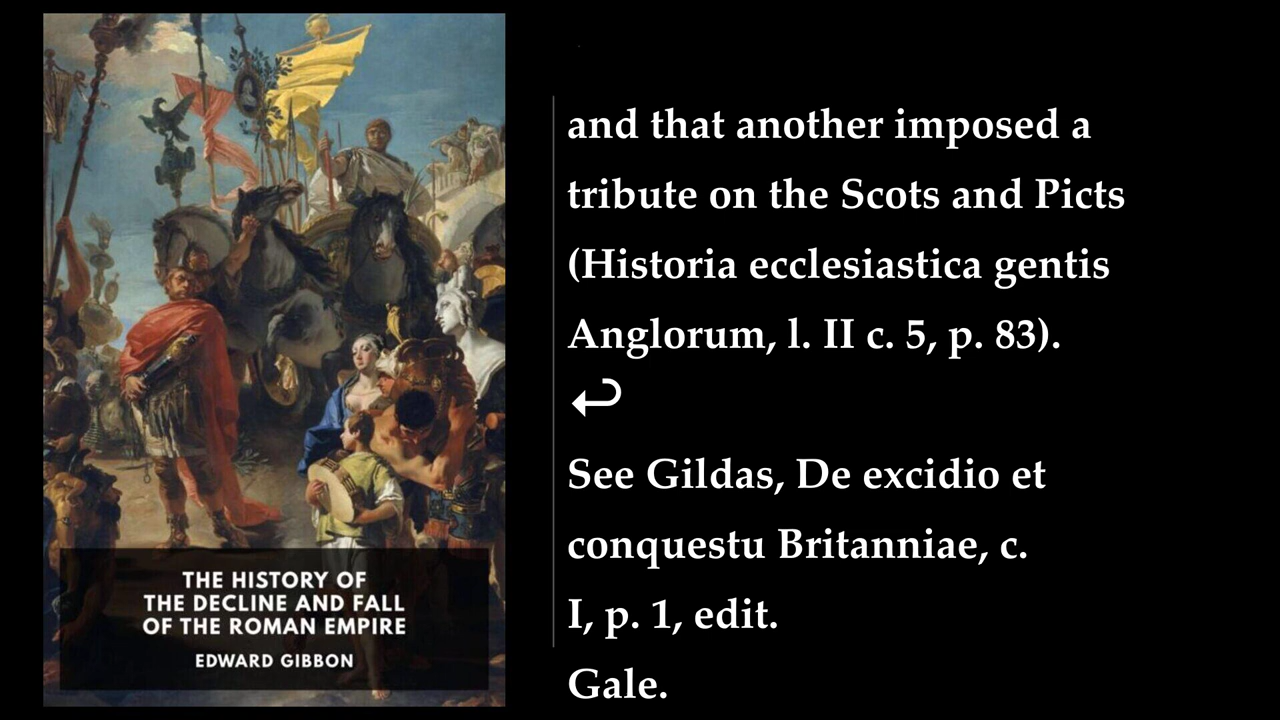 THE HISTORY OF
THE DECLINE AND FALL
OF THE ROMAN EMPIRE
EDWARD GIBBON
and that another imposed a
tribute on the Scots and Picts
(Historia ecclesiastica gentis
Anglorum, l. II c. 5, p. 83).
↩
See Gildas, De excidio et
conquestu Britanniae, c.
I, p. 1, edit.
Gale.